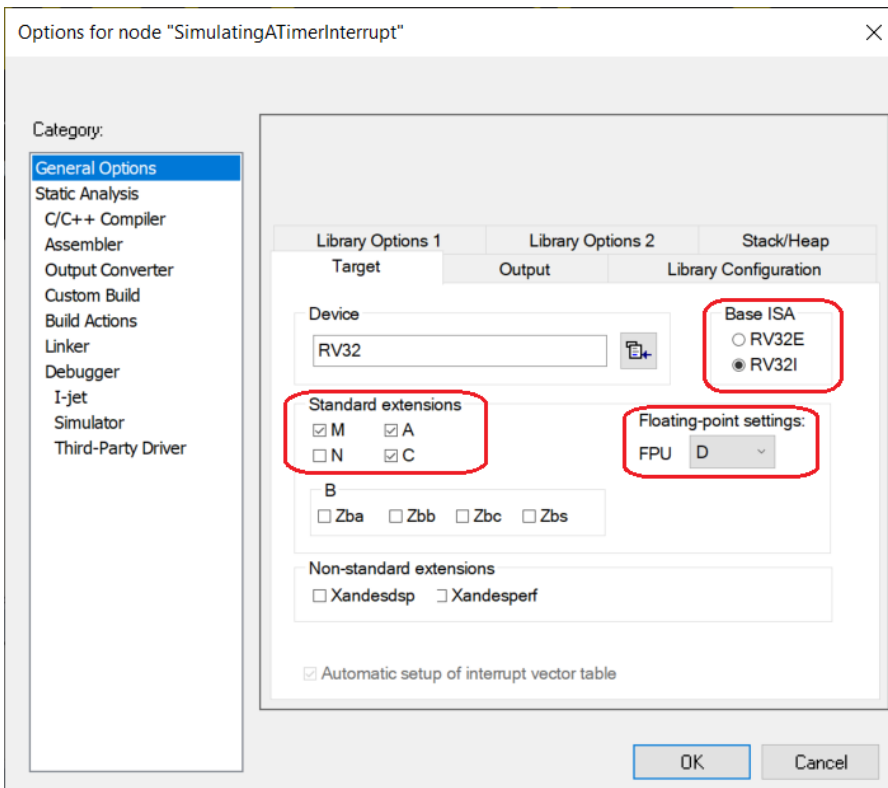 Options for node "SimulatingATimerInterrupt"
Category:
General Options
Static Analysis
C/C++ Compiler
Assembler
Output Converter
Custom Build
Build Actions
Linker
Debugger
I-jet
Simulator
Third-Party Driver
Library Options 1 Library Options 2 Stack/Heap
Target Output Library Configuration
Device
RV32
Base ISA
RV32E
RV32I
Standard extensions
M A
N C
Floating-point settings:
FPU D
B
Zba Zbb Zbc Zbs
Non-standard extensions
Xandesdsp Xandesperf
Automatic setup of interrupt vector table
OK Cancel